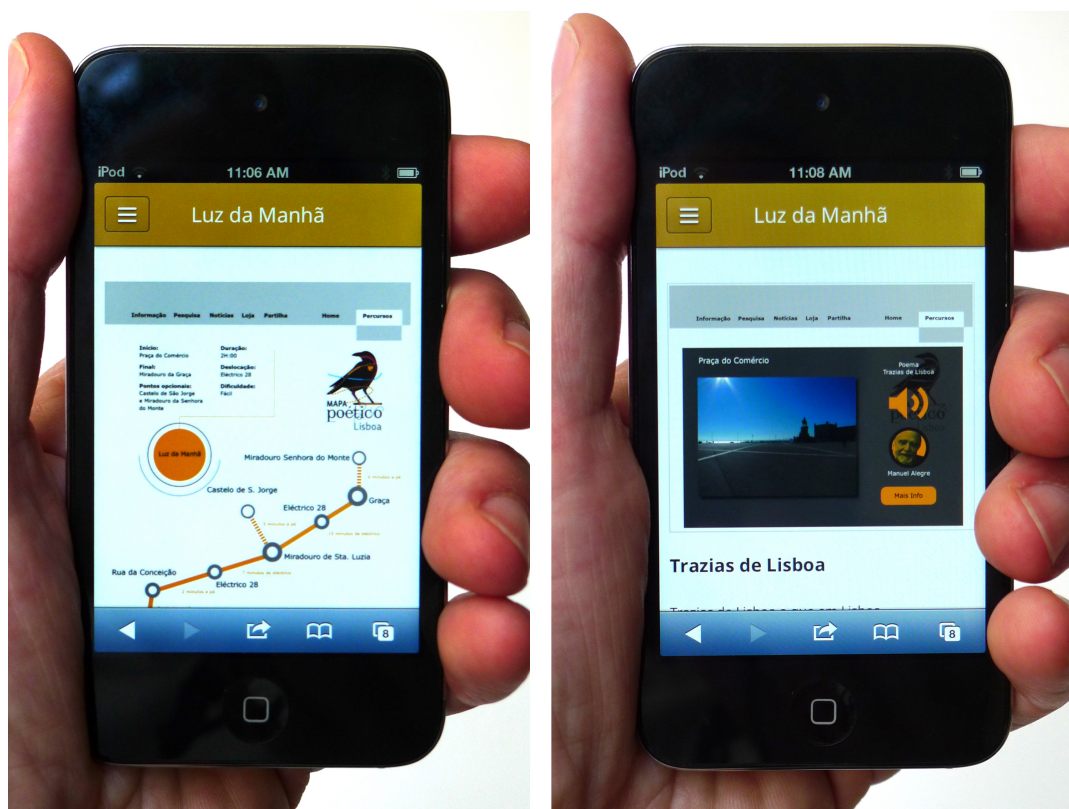 iPod
11:06 AM
Luz da Manhã
Informação Pesquisa Notícias Loja Partilha Home Percursos
Início:
Praça do Comércio
Final:
Miradouro da Graça
Pontos opcionais:
Castelo de São Jorge
e Miradouro da Senhora
do Monte
Duração:
2H:00
Deslocação:
Eléctrico 28
Dificuldade:
Fácil
MAPA
poético
Lisboa
Luz da Manhã
Miradouro Senhora do Monte
Castelo de S. Jorge
Graça
Eléctrico 28
Miradouro de Sta. Luzia
Rua da Conceição
Eléctrico 28
8
iPod
11:08 AM
Luz da Manhã
Informação Pesquisa Notícias Loja Partilha Home Percursos
Praça do Comércio
Poema
Trazias de Lisboa
Manuel Alegre
Mais Info
Trazias de Lisboa
8